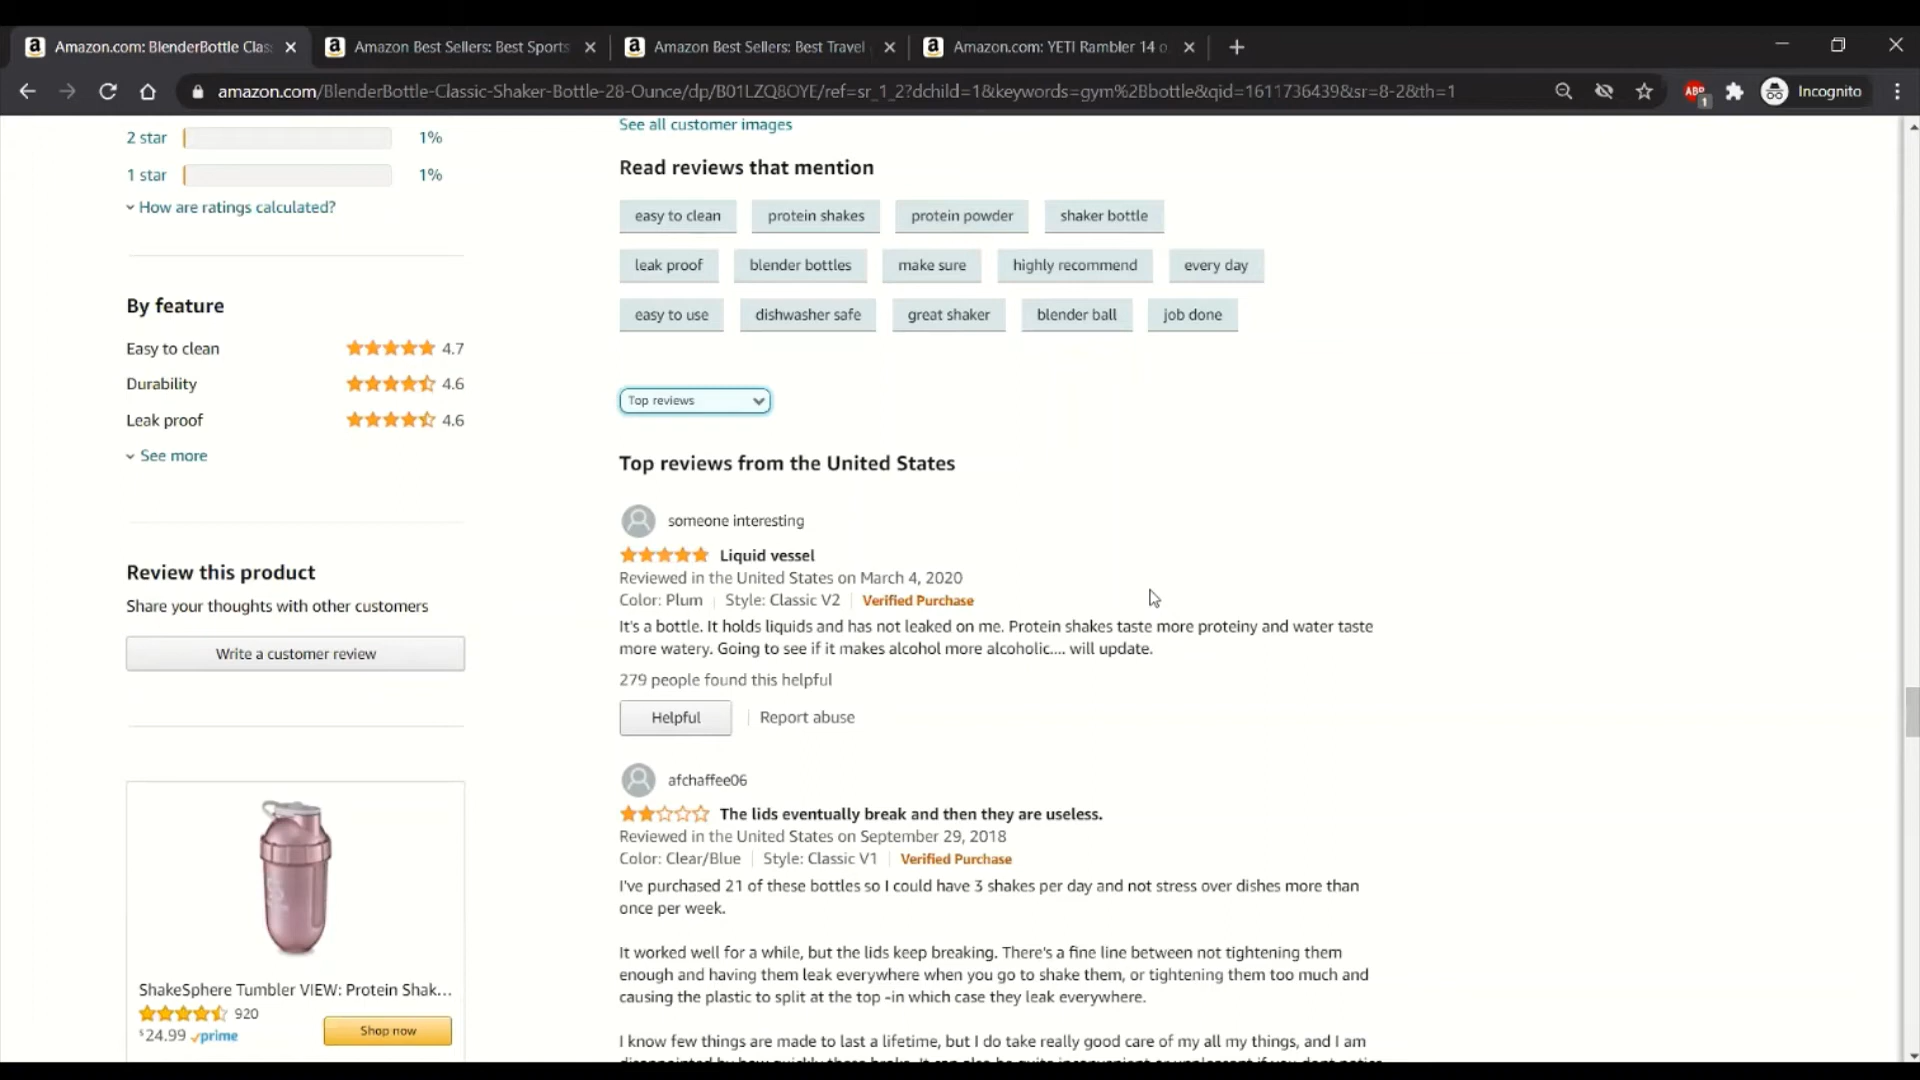 Amazon.com: BlenderBottle Clas
Amazon Best Sellers: Best Sports
Amazon Best Sellers: Best Travel
Amazon.com: YETI Rambler 14 o
amazon.com/BlenderBottle-Classic-Shaker-Bottle-28-Ounce/dp/B01LZQ8OYE/ref=sr_1_2?dchild=1&keywords=gym%2Bbottle&qid=1611736439&sr=8-2&th=1
ABP
1
Incognito
2 star 1%
1 star 1%
How are ratings calculated?
By feature
Easy to clean 4.7
Durability 4.6
Leak proof 4.6
See more
Review this product
Share your thoughts with other customers
Write a customer review
ShakeSphere Tumbler VIEW: Protein Shak...
920
$24.99 prime
Shop now
See all customer images
Read reviews that mention
easy to clean protein shakes protein powder shaker bottle
leak proof blender bottles make sure highly recommend every day
easy to use dishwasher safe great shaker blender ball job done
Top reviews
Top reviews from the United States
someone interesting
Liquid vessel
Reviewed in the United States on March 4, 2020
Color: Plum | Style: Classic V2 | Verified Purchase
It's a bottle. It holds liquids and has not leaked on me. Protein shakes taste more proteiny and water taste
more watery. Going to see if it makes alcohol more alcoholic.... will update.
279 people found this helpful
Helpful | Report abuse
afchaffee06
The lids eventually break and then they are useless.
Reviewed in the United States on September 29, 2018
Color: Clear/Blue | Style: Classic V1 | Verified Purchase
I've purchased 21 of these bottles so I could have 3 shakes per day and not stress over dishes more than
once per week.
It worked well for a while, but the lids keep breaking. There's a fine line between not tightening them
enough and having them leak everywhere when you go to shake them, or tightening them too much and
causing the plastic to split at the top -in which case they leak everywhere.
I know few things are made to last a lifetime, but I do take really good care of my all my things, and I am